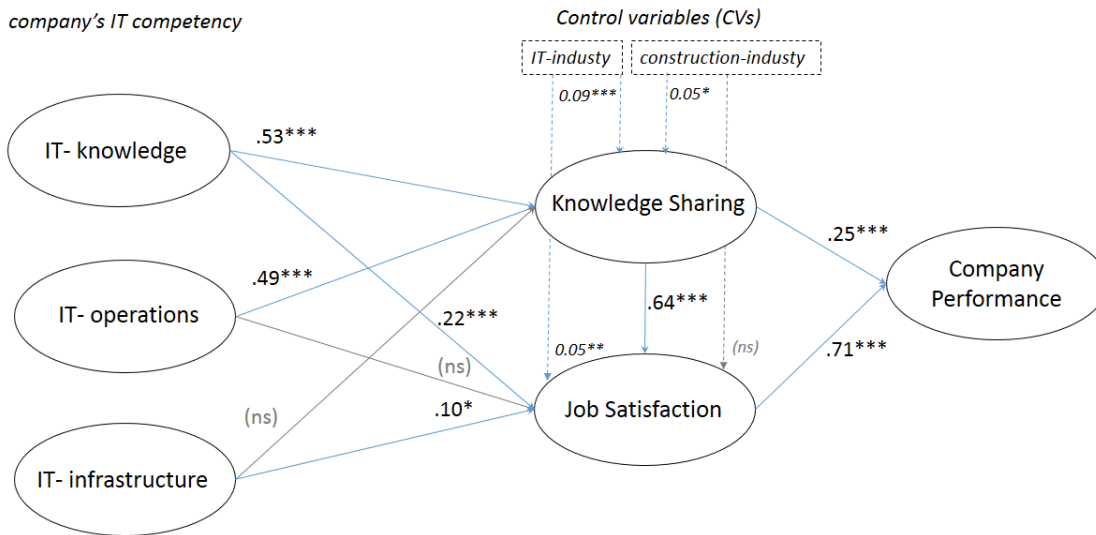 company's IT competency
Control variables (CVs)
IT-industy
construction-industy
0.09***
0.05*
.53***
IT- knowledge
Knowledge Sharing
.25***
.49***
Company
Performance
IT- operations
.22***
.64***
(ns)
0.05**
(ns)
.71***
(ns)
.10*
Job Satisfaction
IT- infrastructure